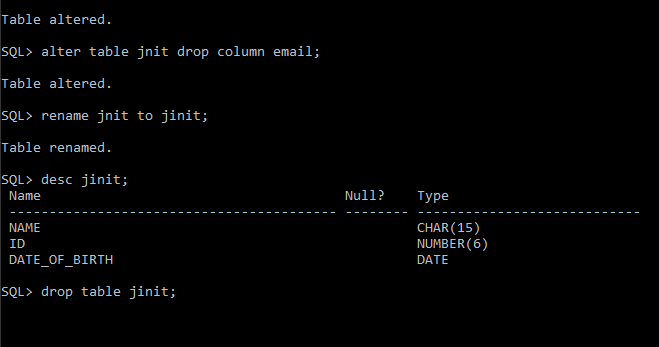 Table altered.
SQL> alter table jnit drop column email;
Table altered.
SQL> rename jnit to jinit;
Table renamed.
SQL> desc jinit;
 Name                                      Null?    Type
 ----------------------------------------- -------- ----------------------------
 NAME                                               CHAR(15)
 ID                                                 NUMBER(6)
 DATE_OF_BIRTH                                      DATE
SQL> drop table jinit;